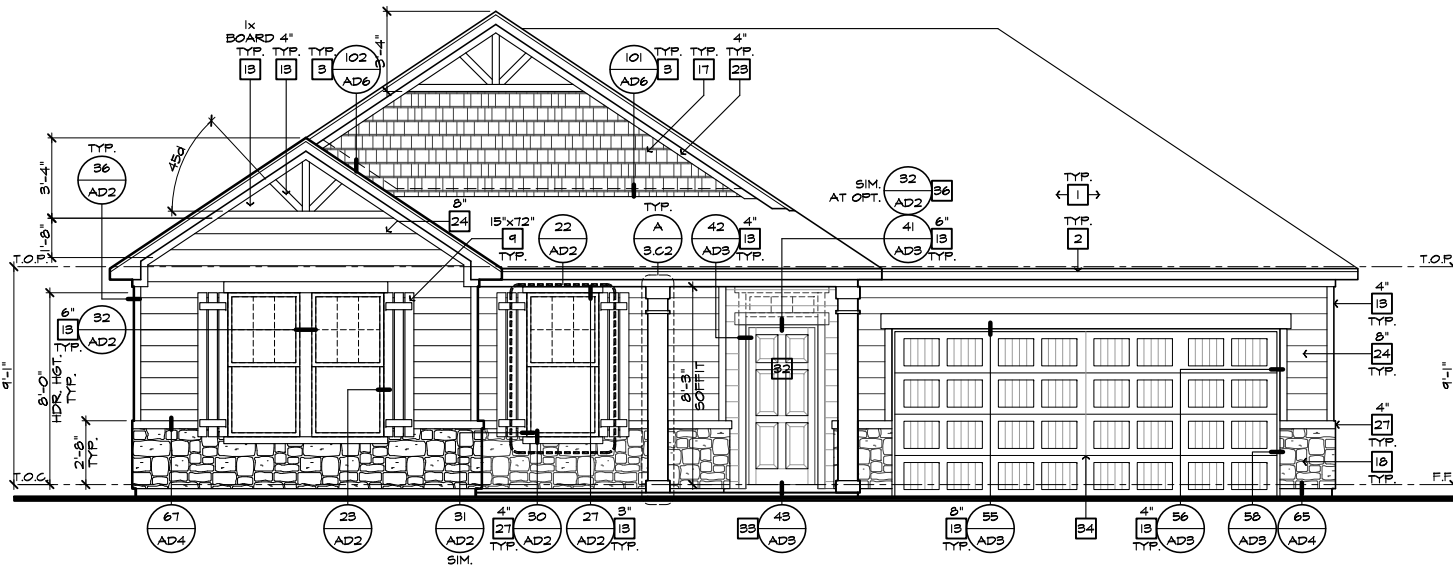 1x
BOARD 4"
TYP. TYP. TYP. 102
13 13 3 AD6
3'-4"
101 TYP. TYP. 4" TYP.
AD6 3 17 23
45d
TYP.
36
AD2
3'-4"
1'-8"
8"
24
15"x72"
9
TYP.
22
AD2
TYP.
A
3.C2
42 4"
AD3 13
TYP.
SIM.
AT OPT.
32
AD2 36
41 6"
AD3 13
TYP.
TYP.
1
TYP.
2
T.O.P.
T.O.P.
6"
13
TYP.
32
AD2
9'-1"
8'-0"
HDR. HGT.
TYP.
2'-8"
TYP.
8'-3"
SOFFIT
32
4"
13
TYP.
8"
24
TYP.
9'-1"
4"
27
TYP.
18
TYP.
T.O.C.
F.F.
67
AD4
23
AD2
31
AD2
SIM.
4"
27
TYP.
30
AD2
27
AD2
3"
13
TYP.
33
43
AD3
8"
13
TYP.
55
AD3
34
4"
13
TYP.
56
AD3
58
AD3
65
AD4